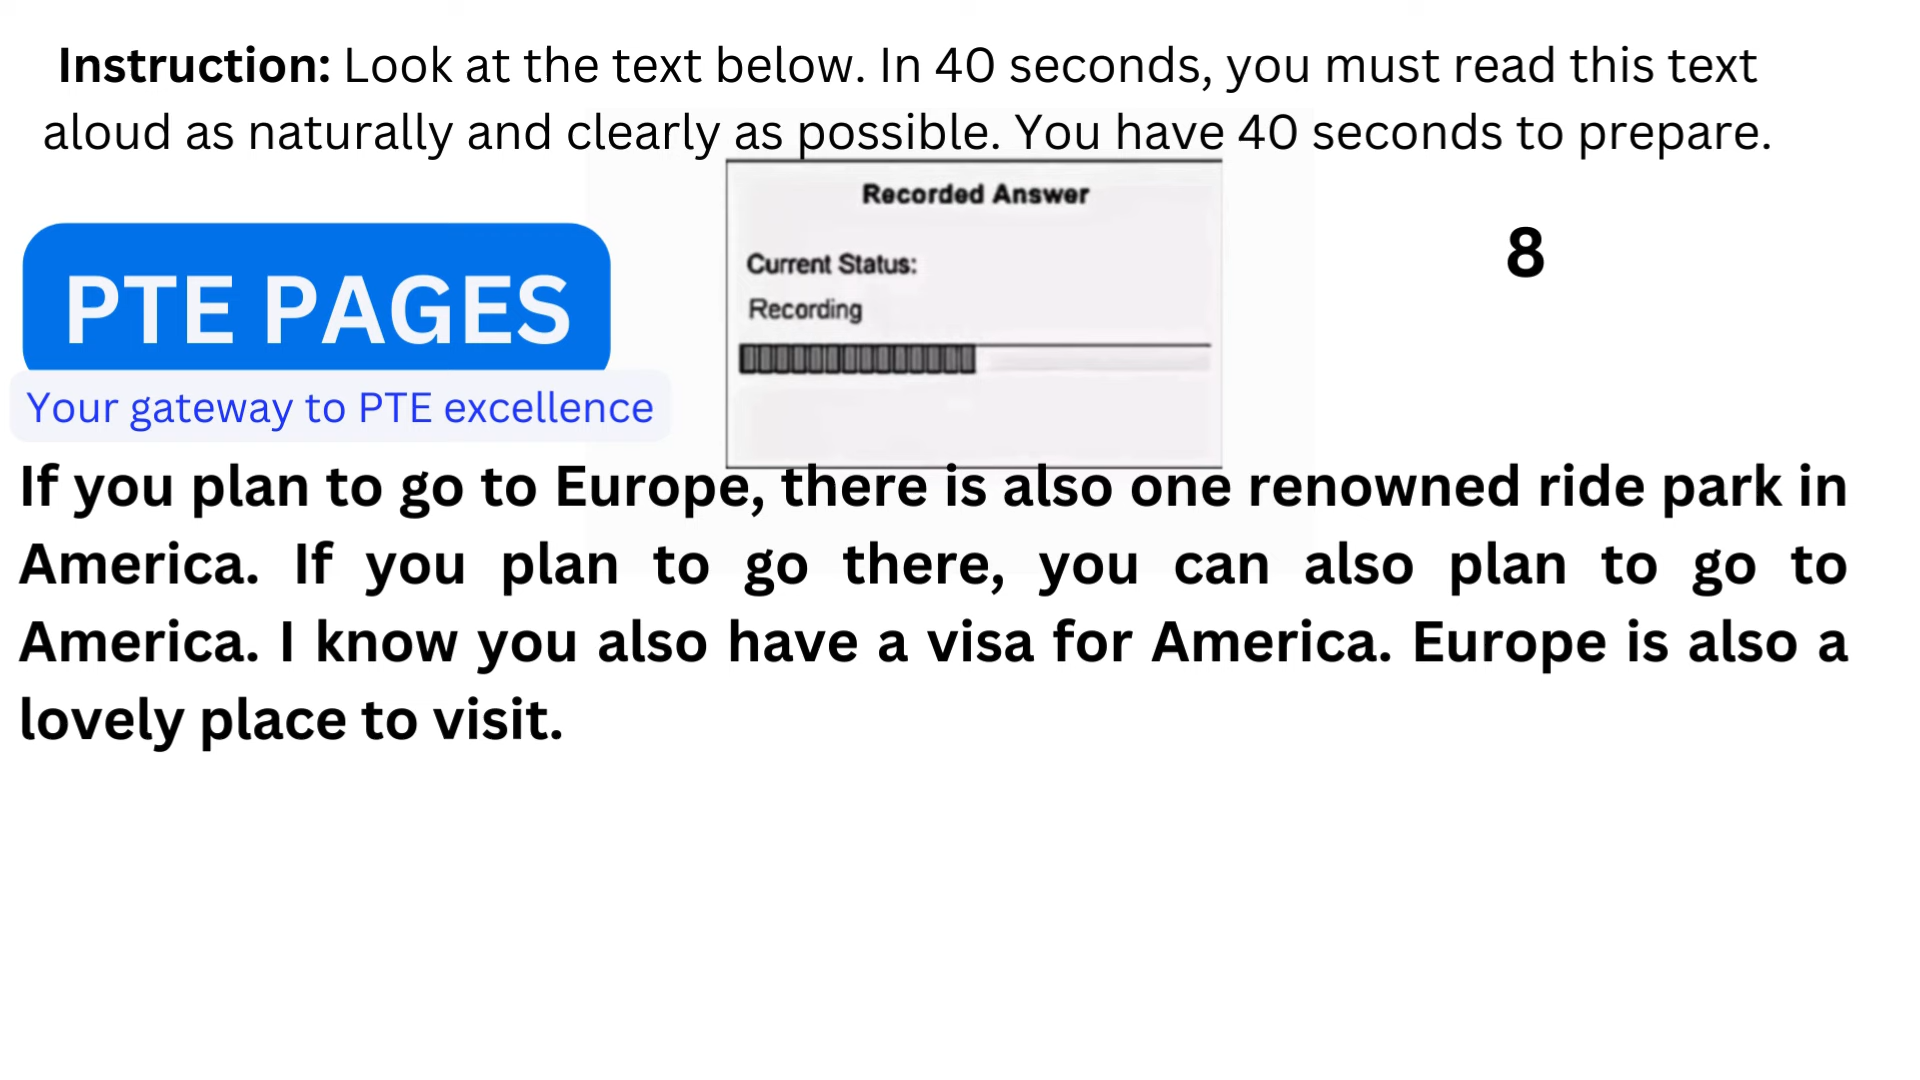 Instruction: Look at the text below. In 40 seconds, you must read this text
aloud as naturally and clearly as possible. You have 40 seconds to prepare.
Recorded Answer
Current Status:
Recording
8
PTE PAGES
Your gateway to PTE excellence
If you plan to go to Europe, there is also one renowned ride park in
America. If you plan to go there, you can also plan to go to
America. I know you also have a visa for America. Europe is also a
lovely place to visit.